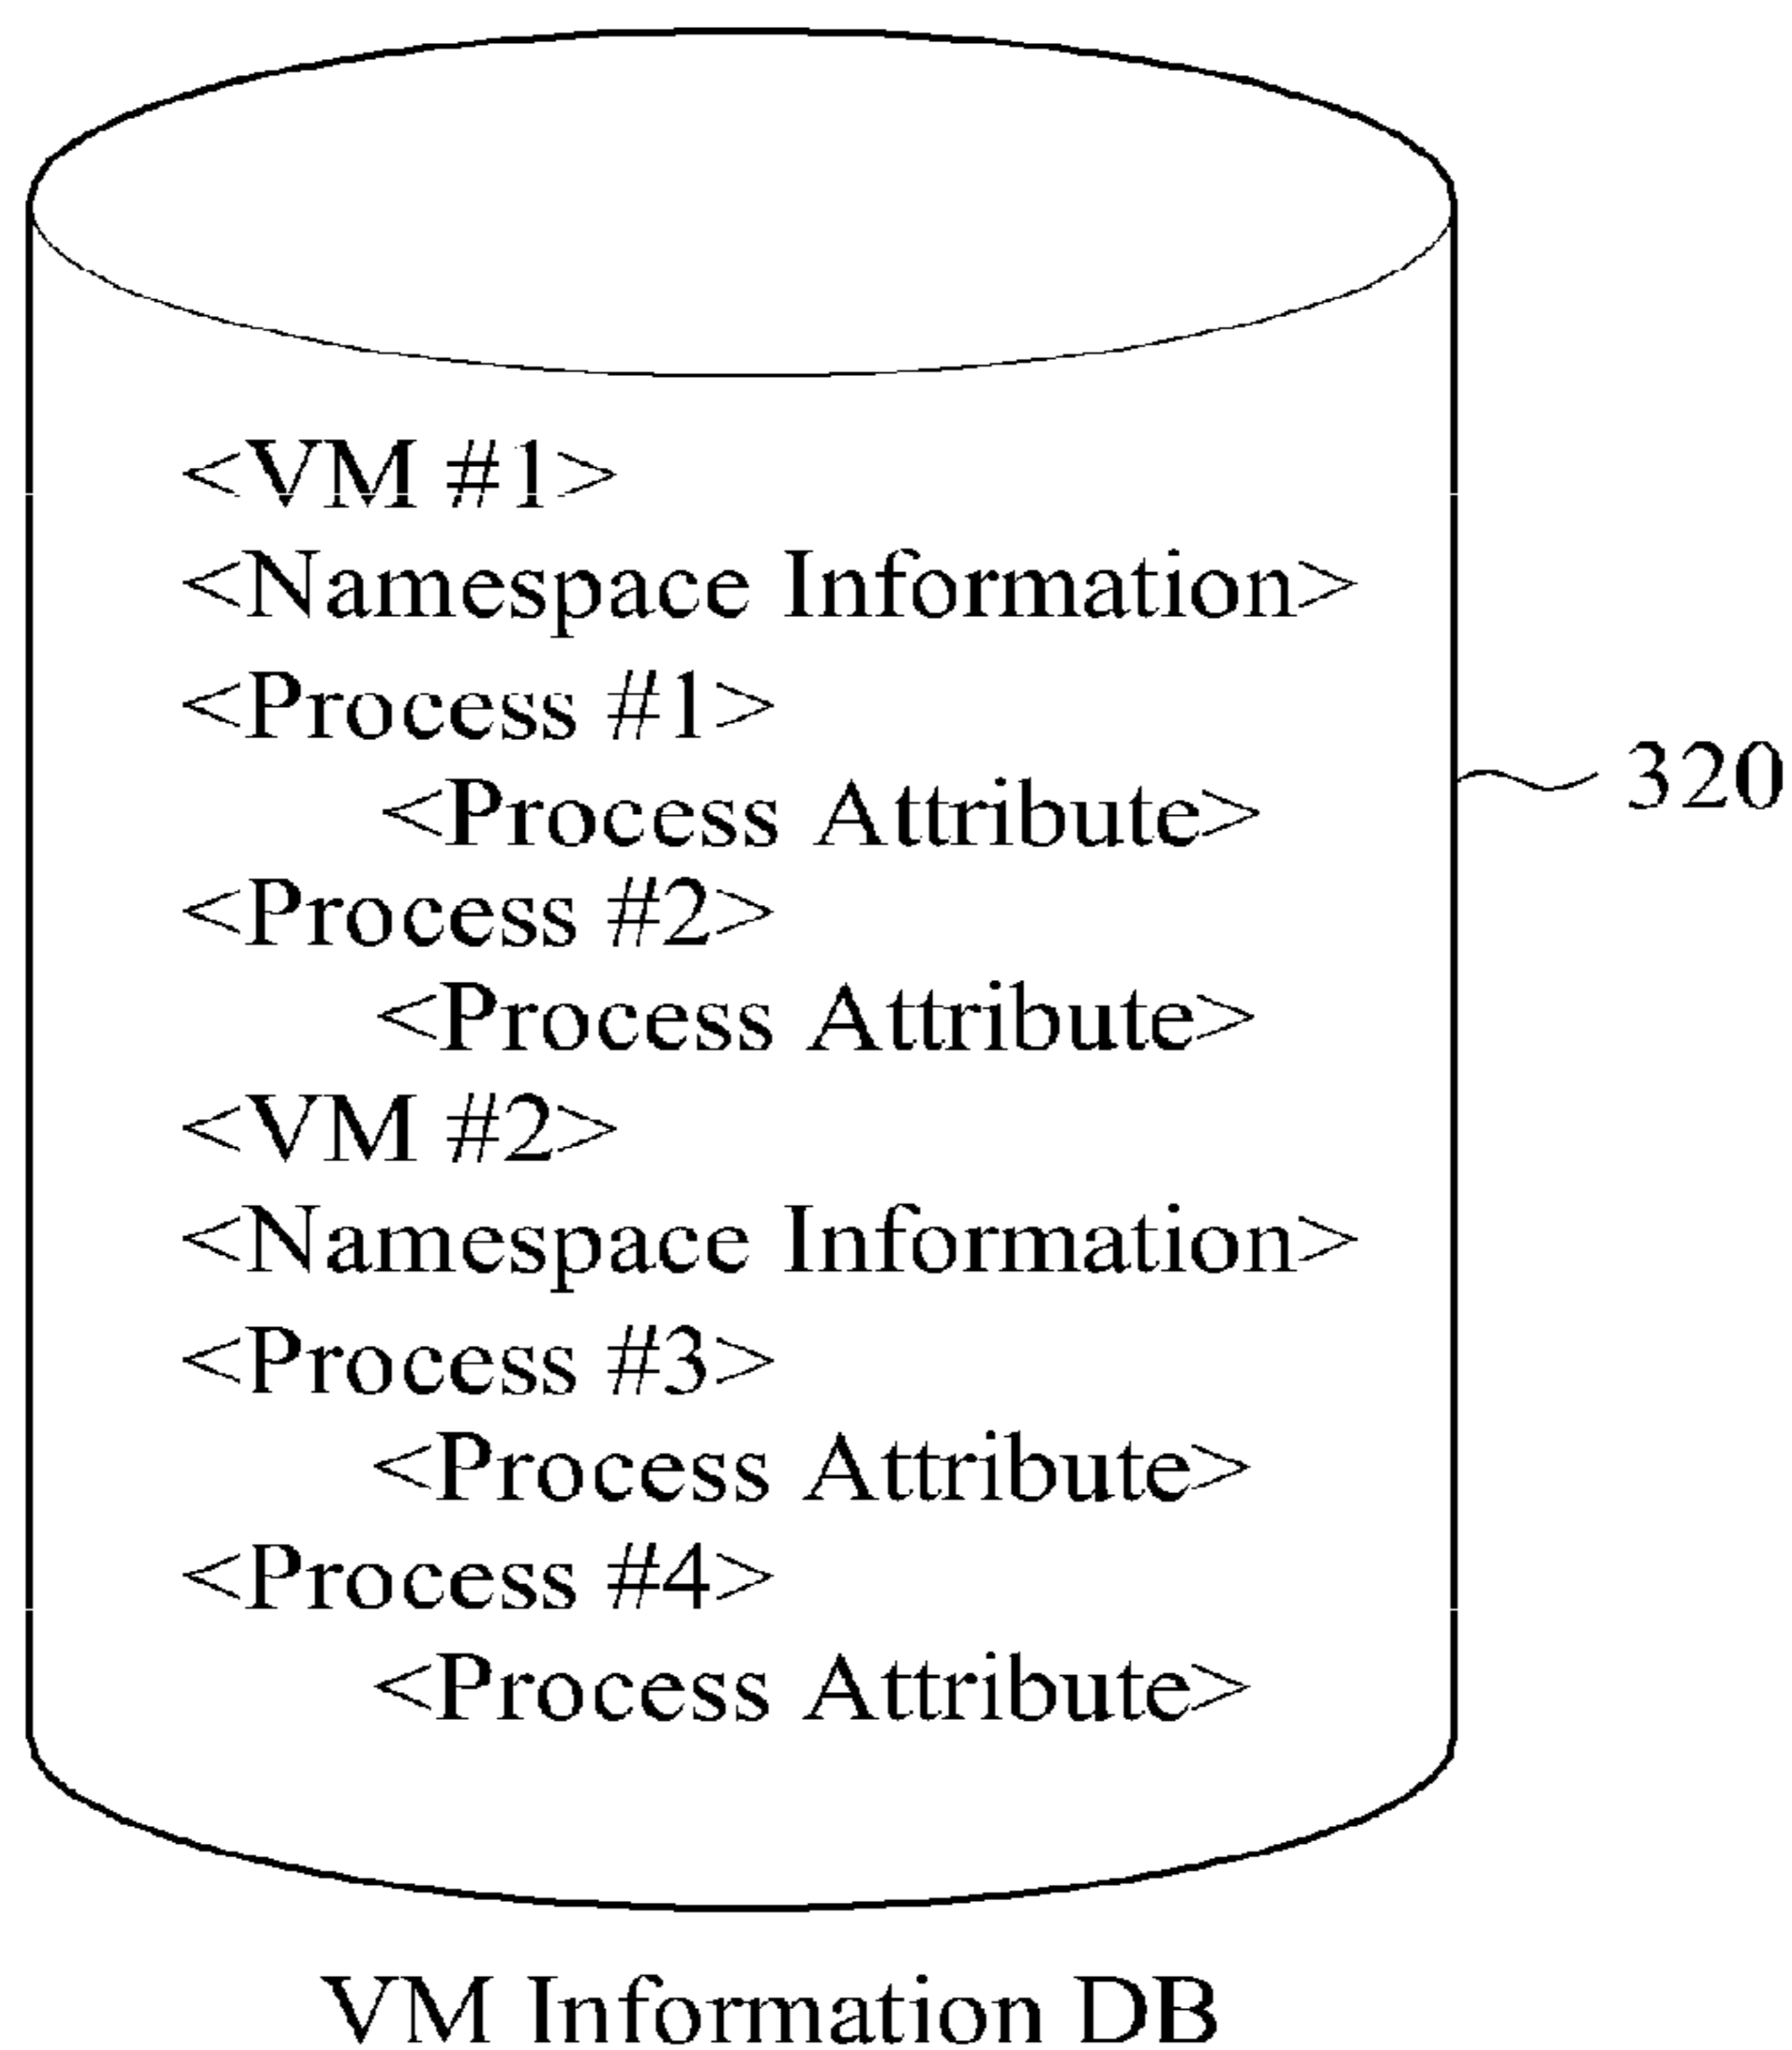 <VM #1>
<Namespace Information>
<Process #1>
<Process Attribute>
320
<Process #2>
<Process Attribute>
<VM #2>
<Namespace Information>
<Process #3>
<Process Attribute>
<Process #4>
<Process Attribute>
VM Information DB